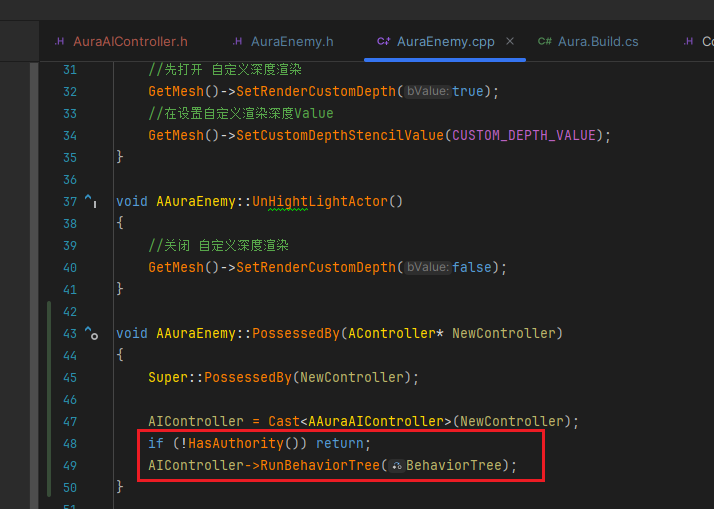 AuraAIController.h AuraEnemy.h AuraEnemy.cpp Aura.Build.cs Co
31 //先打开 自定义深度渲染
32 GetMesh()->SetRenderCustomDepth(bValue:true);
33 //在设置自定义渲染深度Value
34 GetMesh()->SetCustomDepthStencilValue(CUSTOM_DEPTH_VALUE);
35 }
36
37 void AAuraEnemy::UnHightLightActor()
38 {
39 //关闭 自定义深度渲染
40 GetMesh()->SetRenderCustomDepth(bValue:false);
41 }
42
43 void AAuraEnemy::PossessedBy(AController* NewController)
44 {
45 Super::PossessedBy(NewController);
46
47 AIController = Cast<AAuraAIController>(NewController);
48 if (!HasAuthority()) return;
49 AIController->RunBehaviorTree(BehaviorTree);
50 }